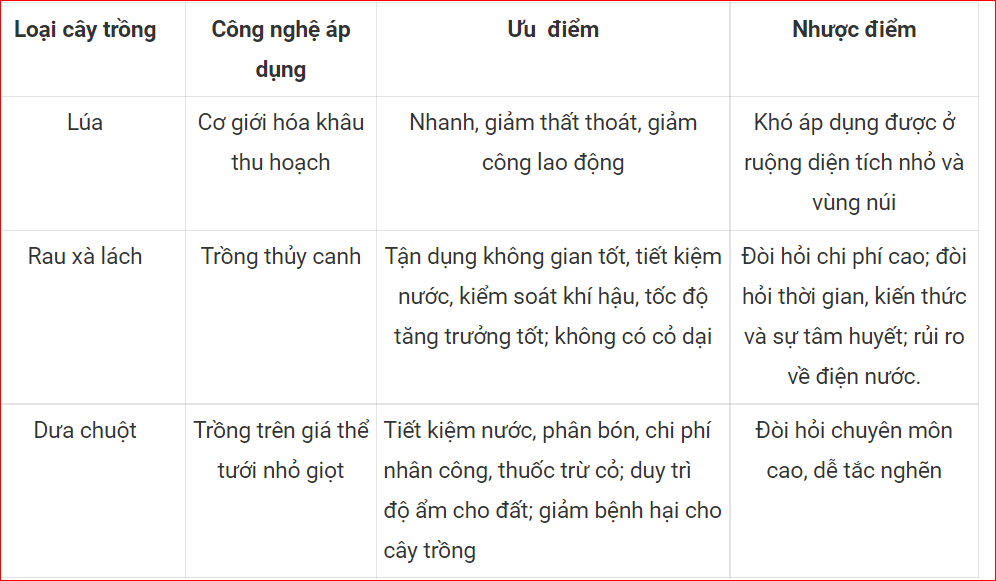 Loại cây trồng
Công nghệ áp
dụng
Ưu điểm
Nhược điểm
Lúa
Cơ giới hóa khâu
thu hoạch
Nhanh, giảm thất thoát, giảm
công lao động
Khó áp dụng được ở
ruộng diện tích nhỏ và
vùng núi
Rau xà lách
Trồng thủy canh
Tận dụng không gian tốt, tiết kiệm
nước, kiểm soát khí hậu, tốc độ
tăng trưởng tốt; không có cỏ dại
Đòi hỏi chi phí cao; đòi
hỏi thời gian, kiến thức
và sự tâm huyết; rủi ro
về điện nước.
Dưa chuột
Trồng trên giá thể
tưới nhỏ giọt
Tiết kiệm nước, phân bón, chi phí
nhân công, thuốc trừ cỏ; duy trì
độ ẩm cho đất; giảm bệnh hại cho
cây trồng
Đòi hỏi chuyên môn
cao, dễ tắc nghẽn